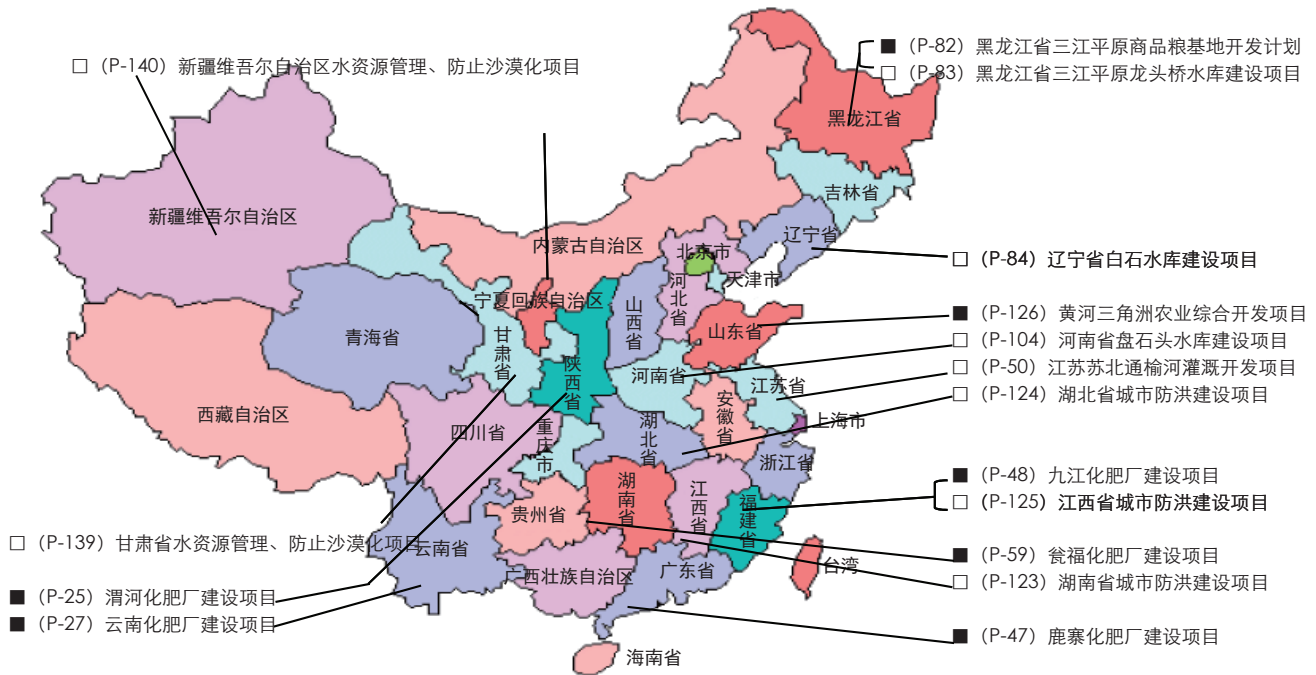 ■ (P-82) 黑龙江省三江平原商品粮基地开发计划
□ (P-140) 新疆维吾尔自治区水资源管理、防止沙漠化项目
□ (P-83) 黑龙江省三江平原龙头桥水库建设项目
黑龙江省
吉林省
新疆维吾尔自治区
辽宁省
内蒙古自治区
北京市
□ (P-84) 辽宁省白石水库建设项目
天津市
河北省
宁夏回族自治区
山西省
■ (P-126) 黄河三角洲农业综合开发项目
山东省
青海省
甘肃省
□ (P-104) 河南省盘石头水库建设项目
陕西省
河南省
□ (P-50) 江苏苏北通榆河灌溉开发项目
江苏省
□ (P-124) 湖北省城市防洪建设项目
西藏自治区
安徽省
上海市
四川省
重庆市
湖北省
浙江省
■ (P-48) 九江化肥厂建设项目
湖南省
江西省
福建省
□ (P-125) 江西省城市防洪建设项目
贵州省
□ (P-139) 甘肃省水资源管理、防止沙漠化项目
云南省
■ (P-59) 瓮福化肥厂建设项目
广西壮族自治区
广东省
台湾
□ (P-123) 湖南省城市防洪建设项目
■ (P-25) 渭河化肥厂建设项目
■ (P-27) 云南化肥厂建设项目
■ (P-47) 鹿寨化肥厂建设项目
海南省